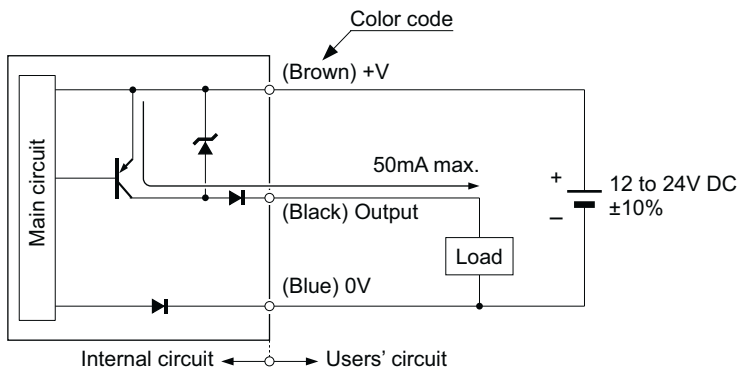 Color code
(Brown) +V
Main circuit
50mA max.
+
12 to 24V DC
–
±10%
(Black) Output
Load
(Blue) 0V
Internal circuit
Users’ circuit